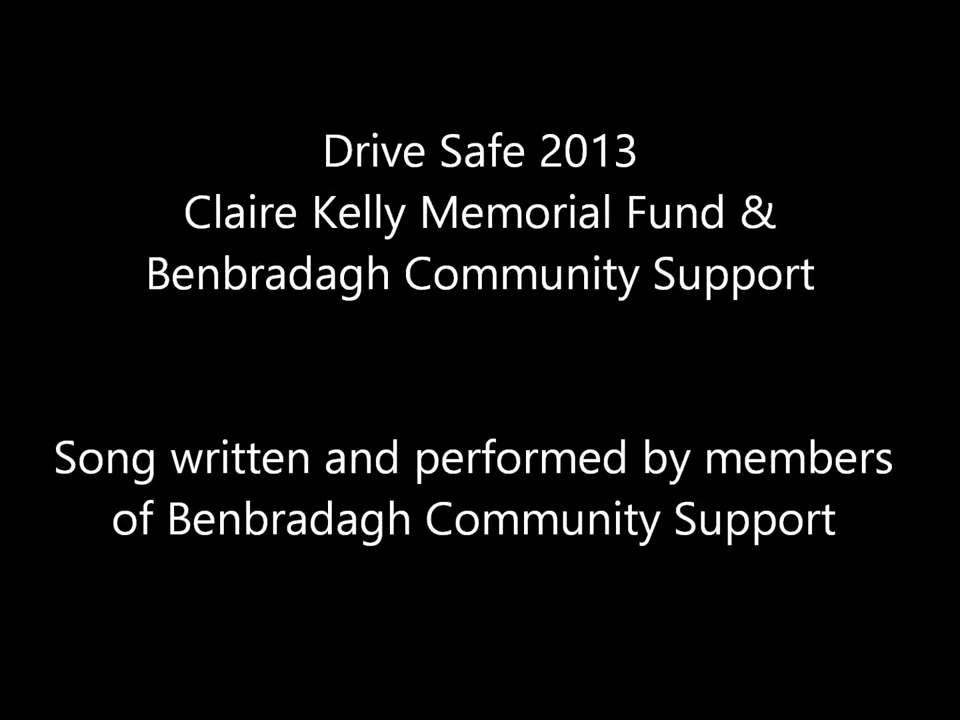 Drive Safe 2013
Claire Kelly Memorial Fund &
Benbradagh Community Support
Song written and performed by members
of Benbradagh Community Support